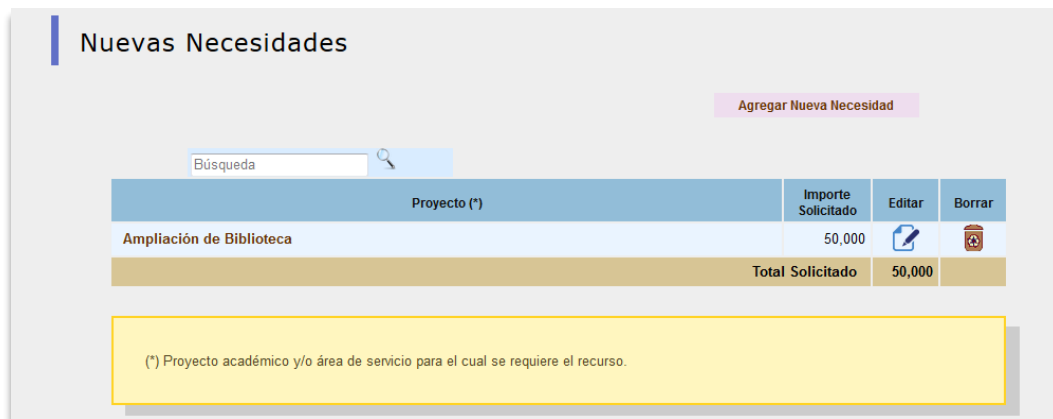 Nuevas Necesidades
Agregar Nueva Necesidad
Búsqueda
Proyecto (*)
Importe
Solicitado
Editar
Borrar
Ampliación de Biblioteca
50,000
Total Solicitado
50,000
(*) Proyecto académico y/o área de servicio para el cual se requiere el recurso.